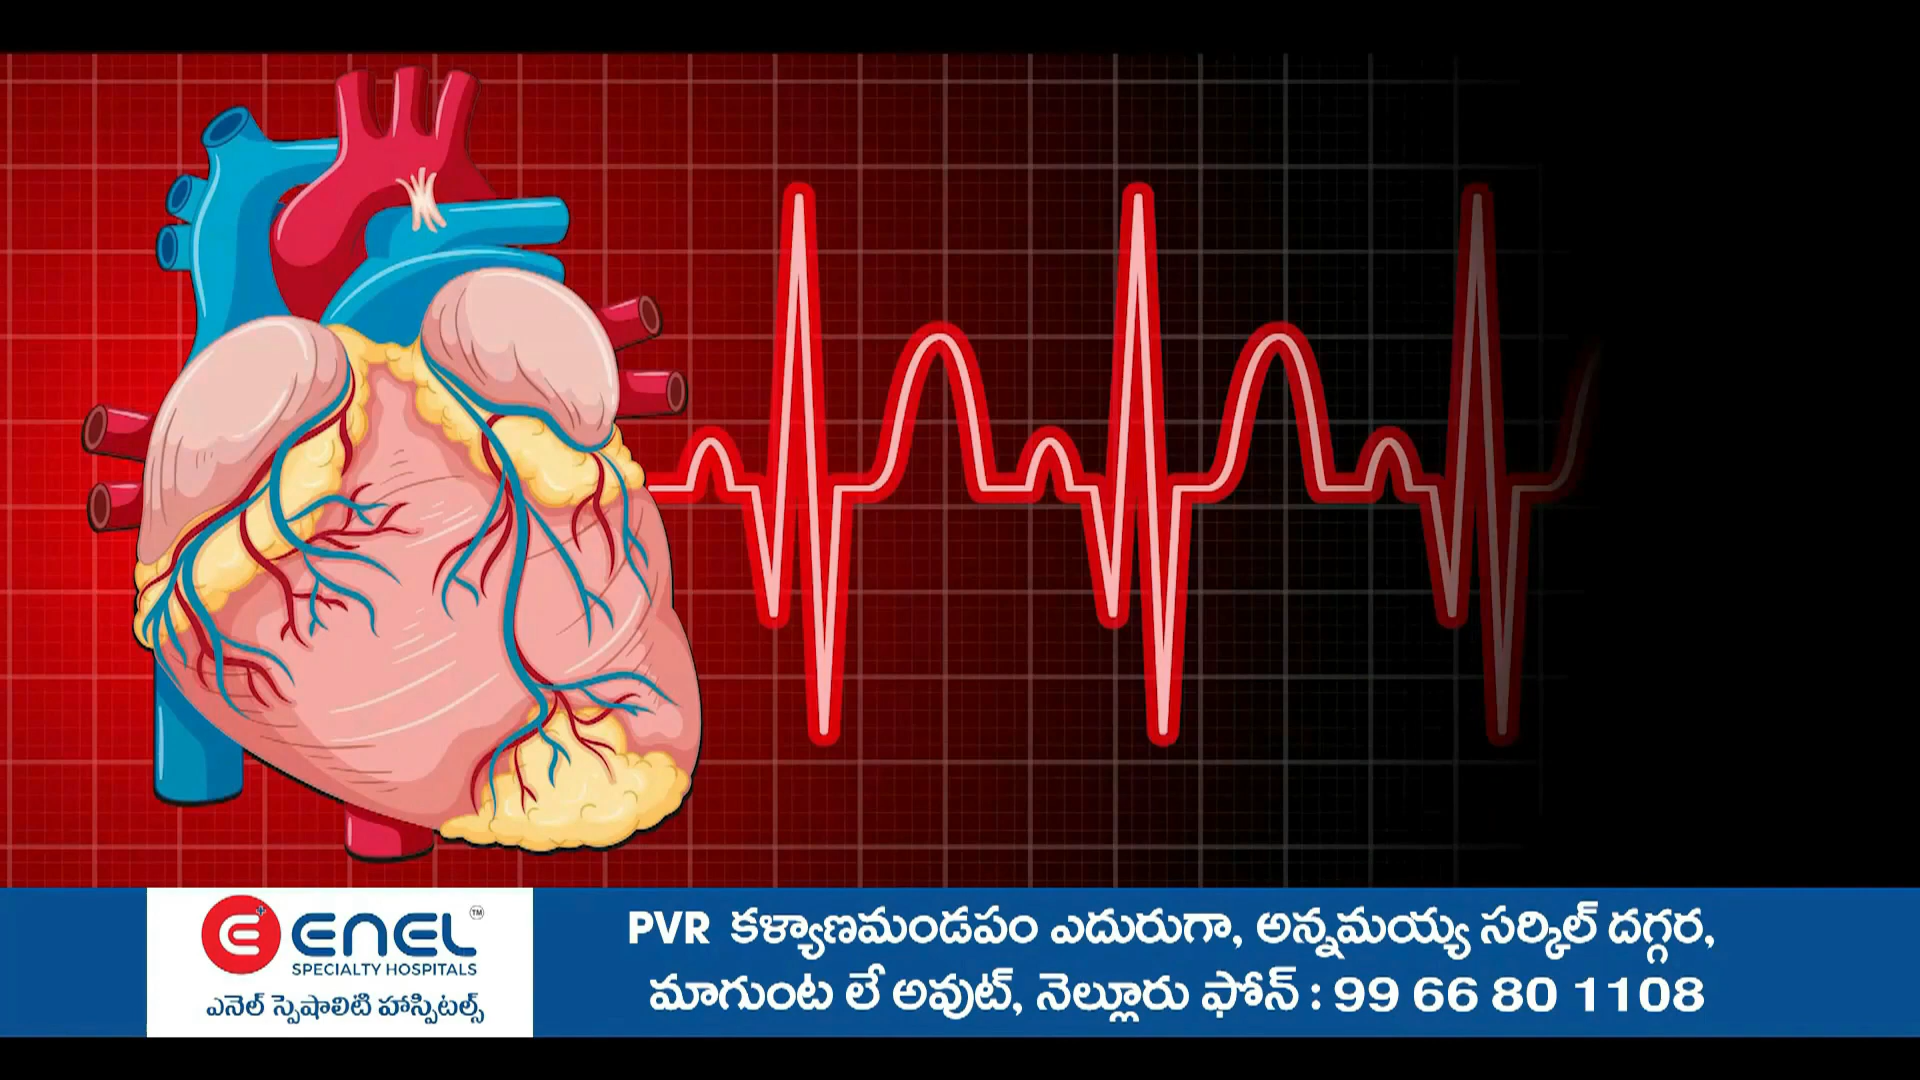 ENEL™
SPECIALTY HOSPITALS
ఎనెల్ స్పెషాలిటి హాస్పిటల్స్
PVR కళ్యాణమండపం ఎదురుగా, అన్నమయ్య సర్కిల్ దగ్గర,
మాగుంట లే అవుట్, నెల్లూరు ఫోన్ : 99 66 80 1108